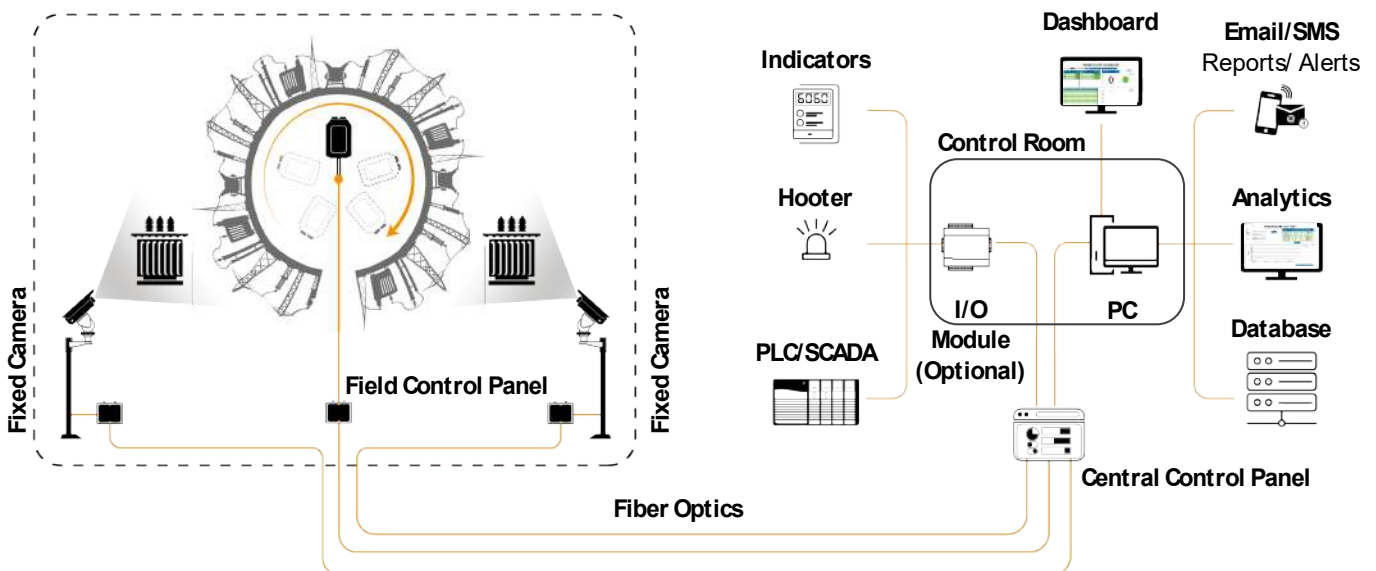 Dashboard
Email/SMS
Reports/ Alerts
Indicators
6060
Control Room
Hooter
Analytics
I/O
Module
(Optional)
PC
Database
PLC/SCADA
Fixed Camera
Field Control Panel
Fixed Camera
Central Control Panel
Fiber Optics